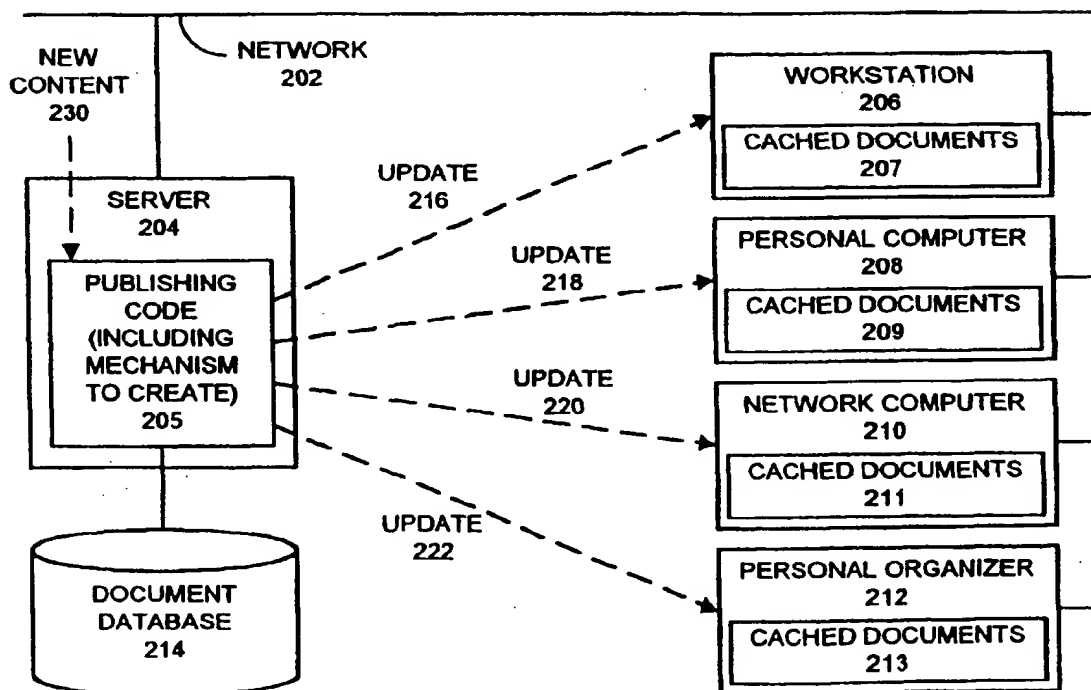 NETWORK
202
NEW
CONTENT
230
SERVER
204
PUBLISHING
CODE
(INCLUDING
MECHANISM
TO CREATE)
205
DOCUMENT
DATABASE
214
UPDATE
216
UPDATE
218
UPDATE
220
UPDATE
222
WORKSTATION
206
CACHED DOCUMENTS
207
PERSONAL COMPUTER
208
CACHED DOCUMENTS
209
NETWORK COMPUTER
210
CACHED DOCUMENTS
211
PERSONAL ORGANIZER
212
CACHED DOCUMENTS
213